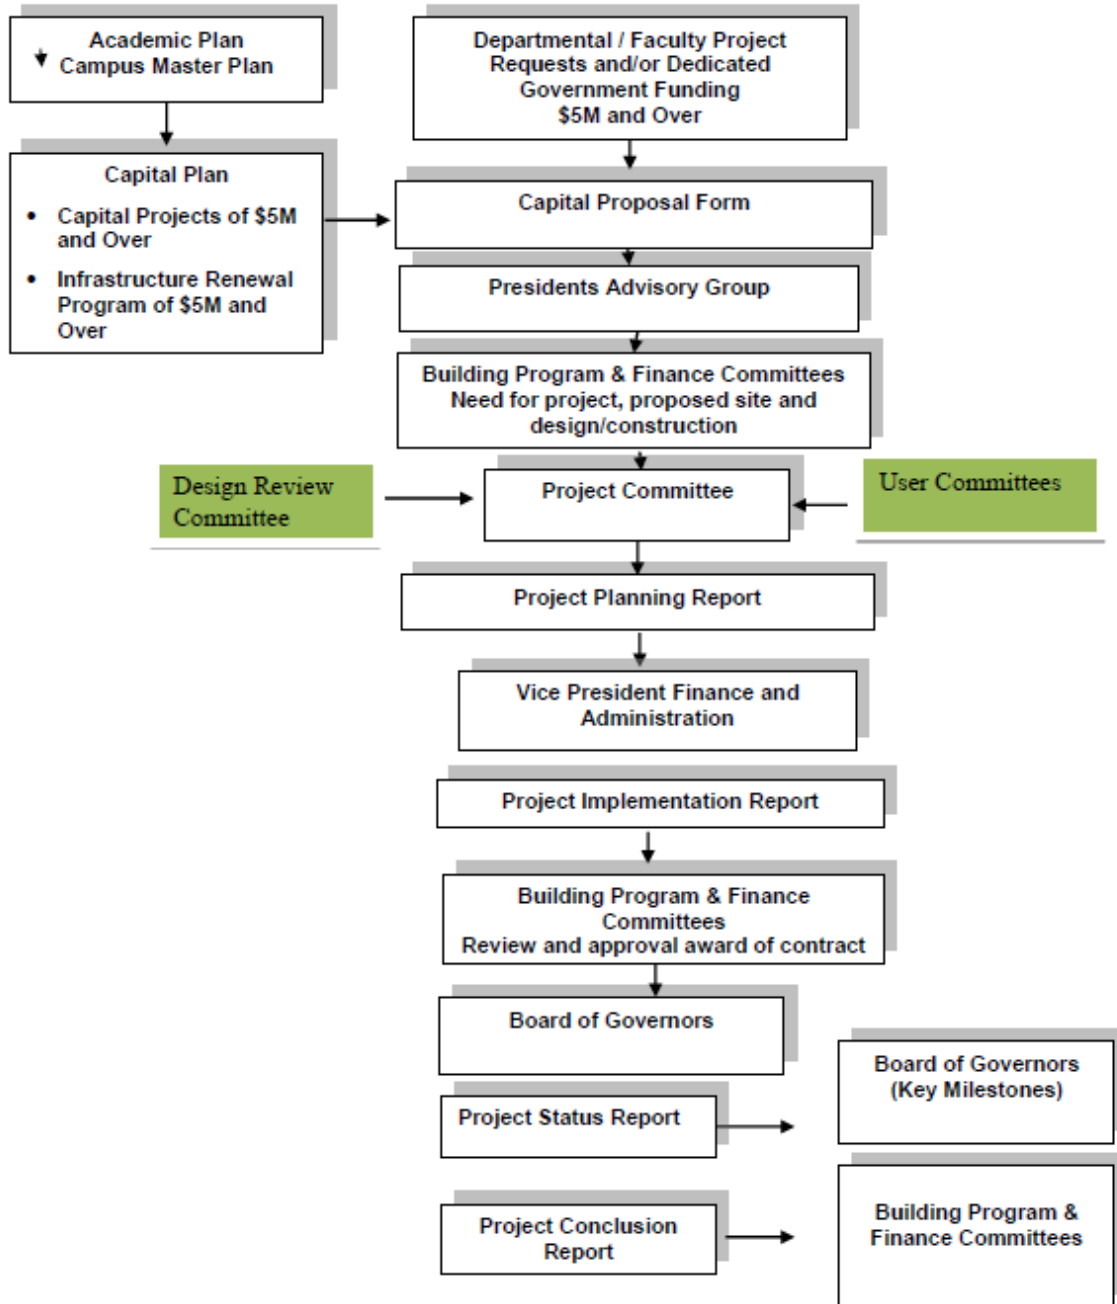 Academic Plan
Campus Master Plan
Departmental / Faculty Project
Requests and/or Dedicated
Government Funding
$5M and Over
Capital Plan
• Capital Projects of $5M
and Over
• Infrastructure Renewal
Program of $5M and
Over
Capital Proposal Form
Presidents Advisory Group
Building Program & Finance Committees
Need for project, proposed site and
design/construction
Design Review
Committee
Project Committee
User Committees
Project Planning Report
Vice President Finance and
Administration
Project Implementation Report
Building Program & Finance
Committees
Review and approval award of contract
Board of Governors
Board of Governors
(Key Milestones)
Project Status Report
Project Conclusion
Report
Building Program &
Finance Committees